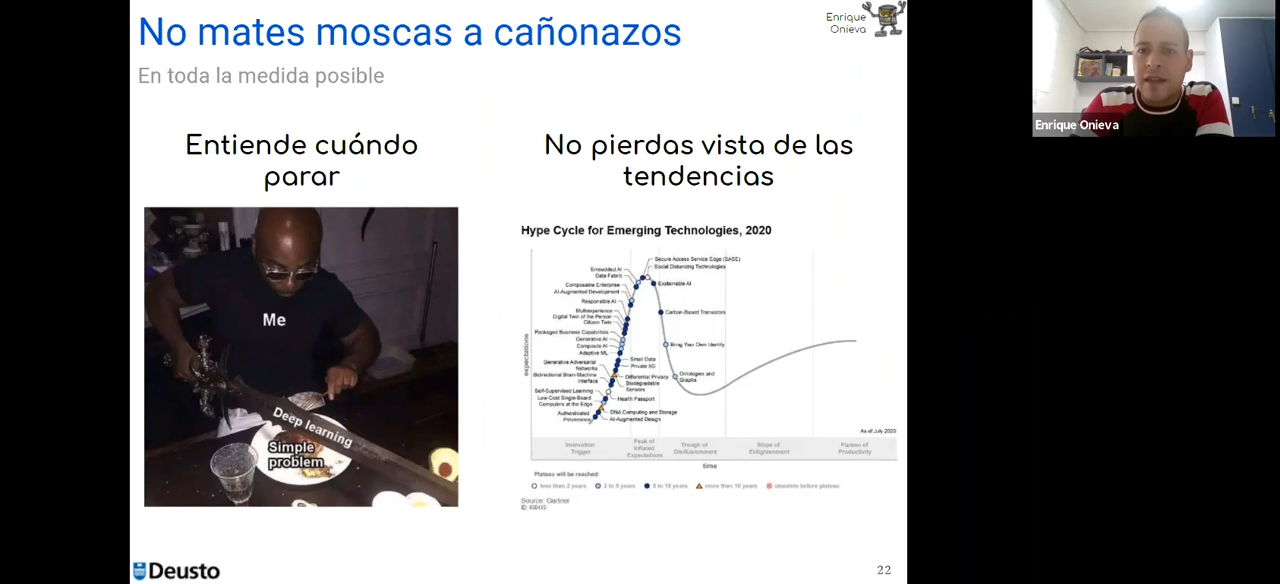 No mates moscas a cañonazos
En toda la medida posible
Enrique
Onieva
Enrique Onieva
Entiende cuándo
parar
Me
Deep learning
Simple
problem
No pierdas vista de las
tendencias
Hype Cycle for Emerging Technologies, 2020
Secure Access Service Edge (SASE)
Social Distancing Technologies
Embedded AI
Data Fabric
Explainable AI
Composable Enterprise
AI-Augmented Development
Responsible AI
Multiexperience
Digital Twin of the Person
Citizen Twin
Carbon-Based Transistors
Packaged Business Capabilities
Generative AI
Composite AI
Adaptive ML
Bring Your Own Identity
Generative Adversarial
Networks
Small Data
Private 5G
Bidirectional Brain-Machine
Interface
Differential Privacy
Biodegradable
Sensors
Ontologies and
Graphs
Self-Supervised Learning
Health Passport
Low-Cost Single-Board
Computers at the Edge
DNA Computing and Storage
AI-Augmented Design
Authenticated
Provenance
expectations
As of July 2020
Innovation
Trigger
Peak of
Inflated
Expectations
Trough of
Disillusionment
Slope of
Enlightenment
Plateau of
Productivity
time
Plateau will be reached:
less than 2 years
2 to 5 years
5 to 10 years
more than 10 years
obsolete before plateau
Source: Gartner
Deusto
22